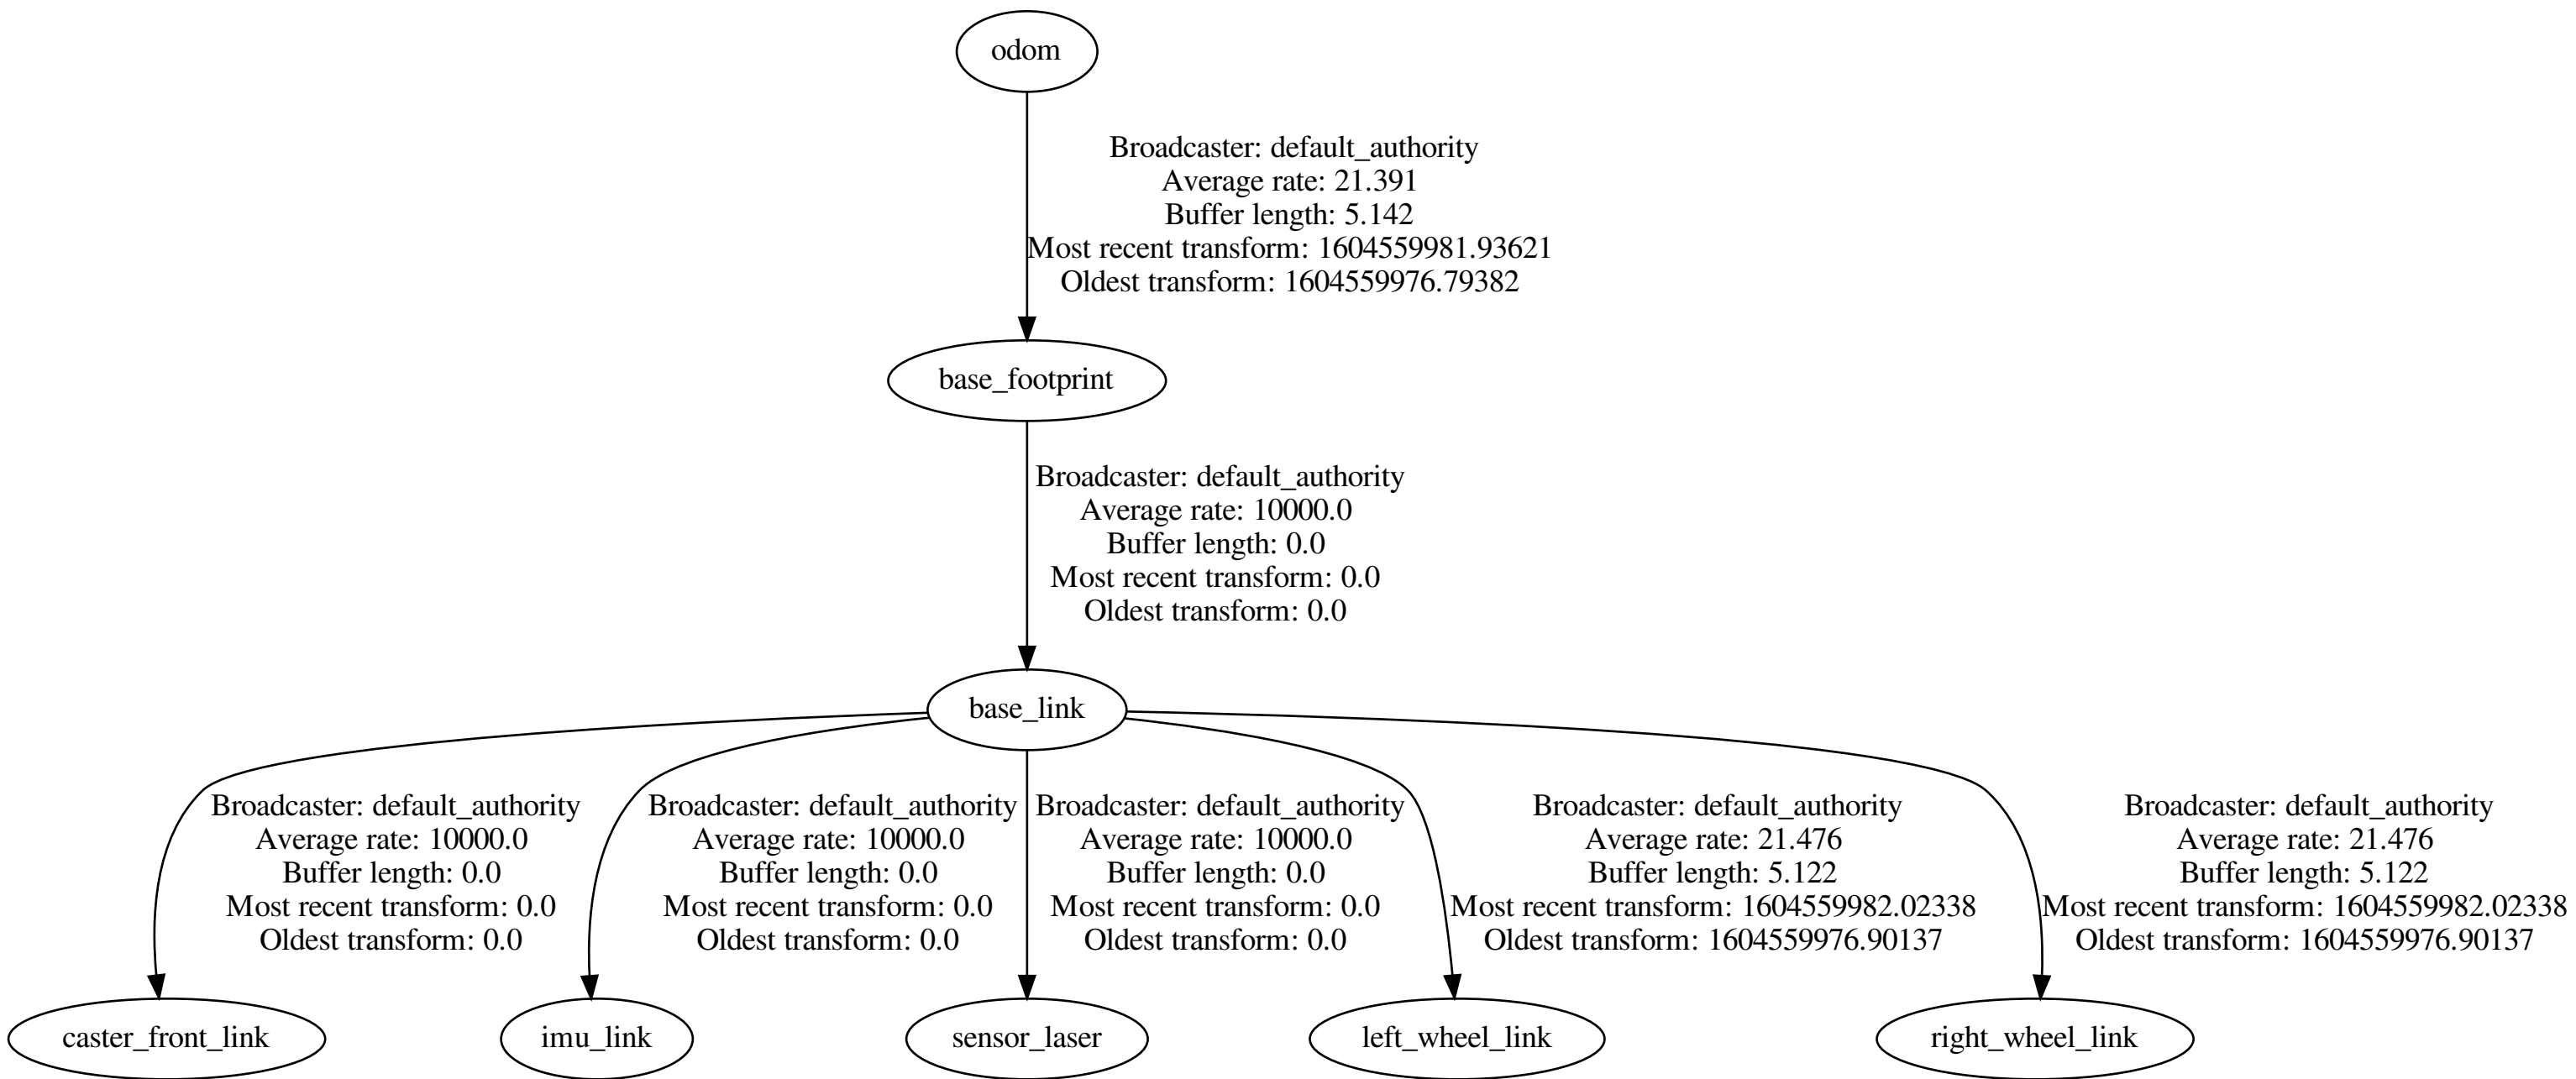 odom
Broadcaster: default_authority
Average rate: 21.391
Buffer length: 5.142
Most recent transform: 1604559981.93621
Oldest transform: 1604559976.79382
base_footprint
Broadcaster: default_authority
Average rate: 10000.0
Buffer length: 0.0
Most recent transform: 0.0
Oldest transform: 0.0
base_link
Broadcaster: default_authority
Average rate: 10000.0
Buffer length: 0.0
Most recent transform: 0.0
Oldest transform: 0.0
Broadcaster: default_authority
Average rate: 10000.0
Buffer length: 0.0
Most recent transform: 0.0
Oldest transform: 0.0
Broadcaster: default_authority
Average rate: 10000.0
Buffer length: 0.0
Most recent transform: 0.0
Oldest transform: 0.0
Broadcaster: default_authority
Average rate: 21.476
Buffer length: 5.122
Most recent transform: 1604559982.02338
Oldest transform: 1604559976.90137
Broadcaster: default_authority
Average rate: 21.476
Buffer length: 5.122
Most recent transform: 1604559982.02338
Oldest transform: 1604559976.90137
caster_front_link
imu_link
sensor_laser
left_wheel_link
right_wheel_link